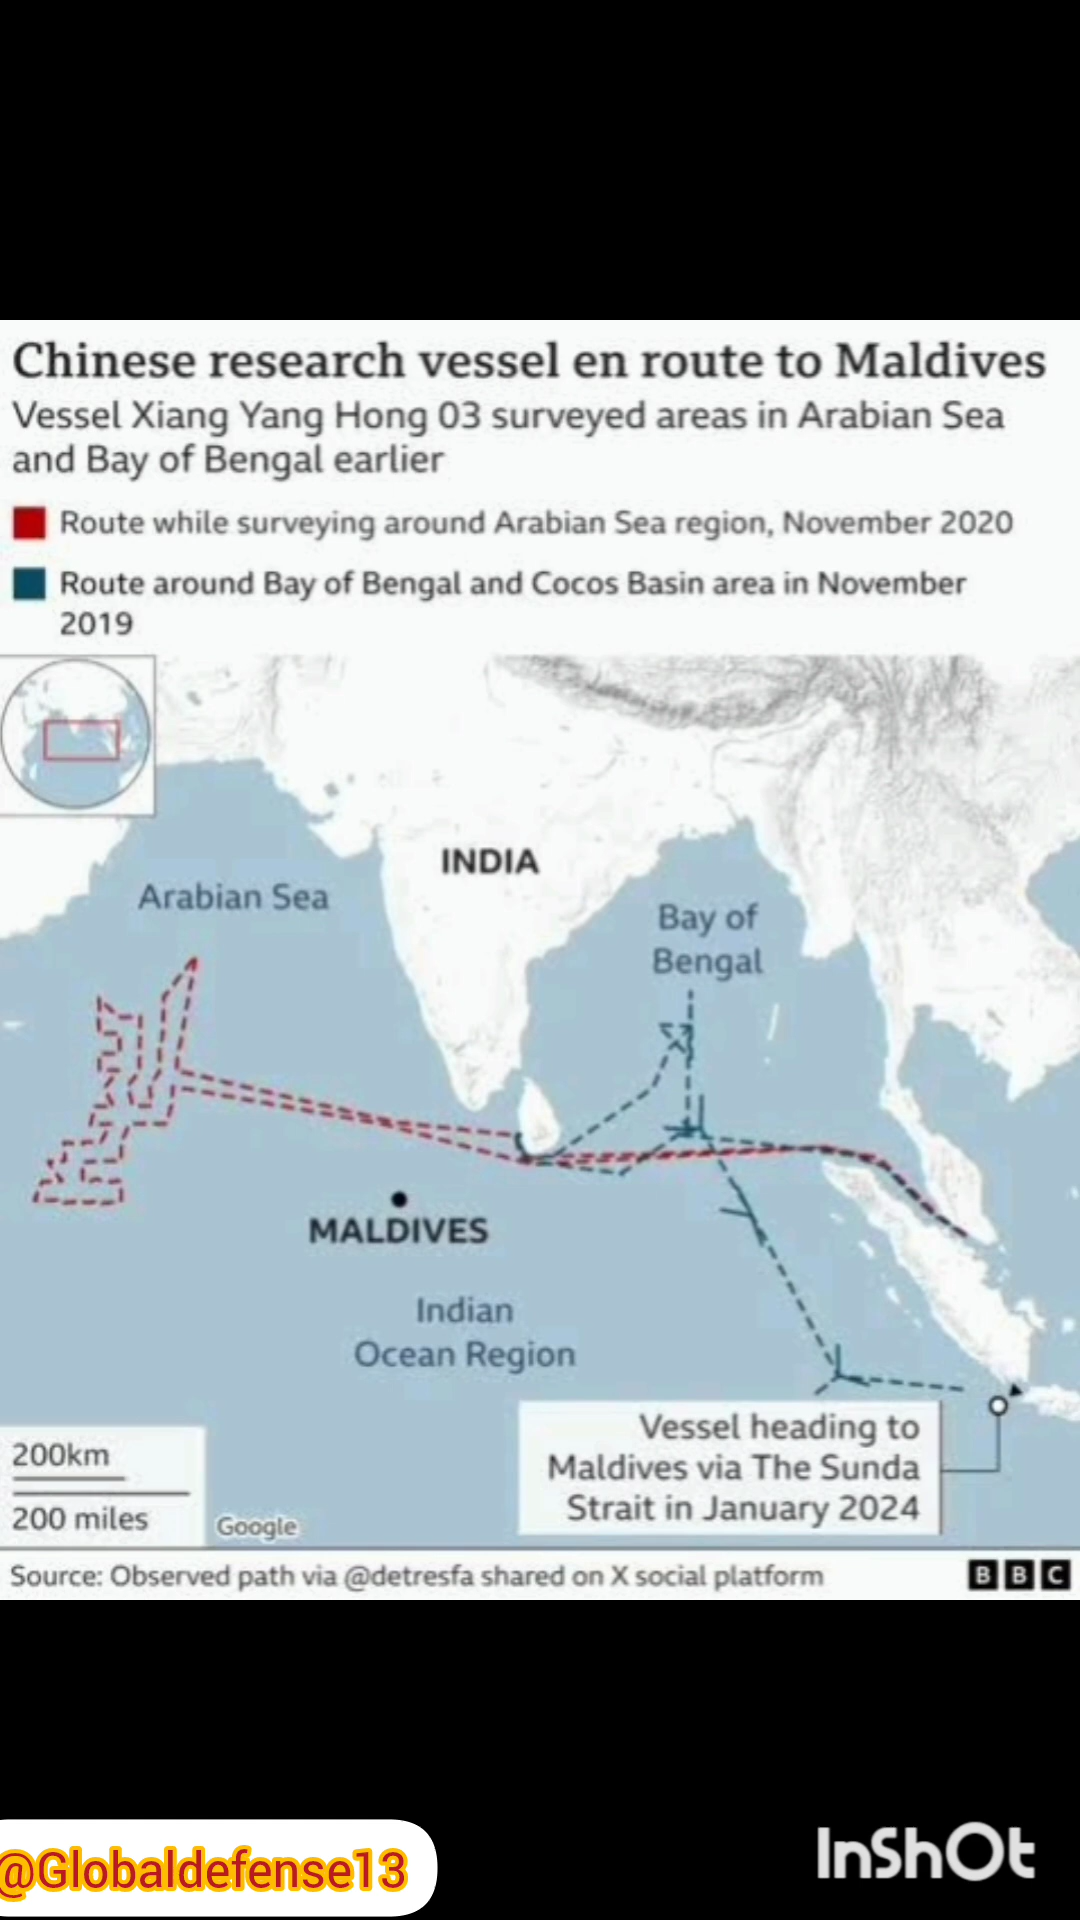 Chinese research vessel en route to Maldives
Vessel Xiang Yang Hong 03 surveyed areas in Arabian Sea
and Bay of Bengal earlier
Route while surveying around Arabian Sea region, November 2020
Route around Bay of Bengal and Cocos Basin area in November
2019
INDIA
Arabian Sea
Bay of
Bengal
MALDIVES
Indian
Ocean Region
Vessel heading to
Maldives via The Sunda
Strait in January 2024
200km
200 miles
Google
Source: Observed path via @detresfa shared on X social platform
BBC
@Globaldefense13
InShOt